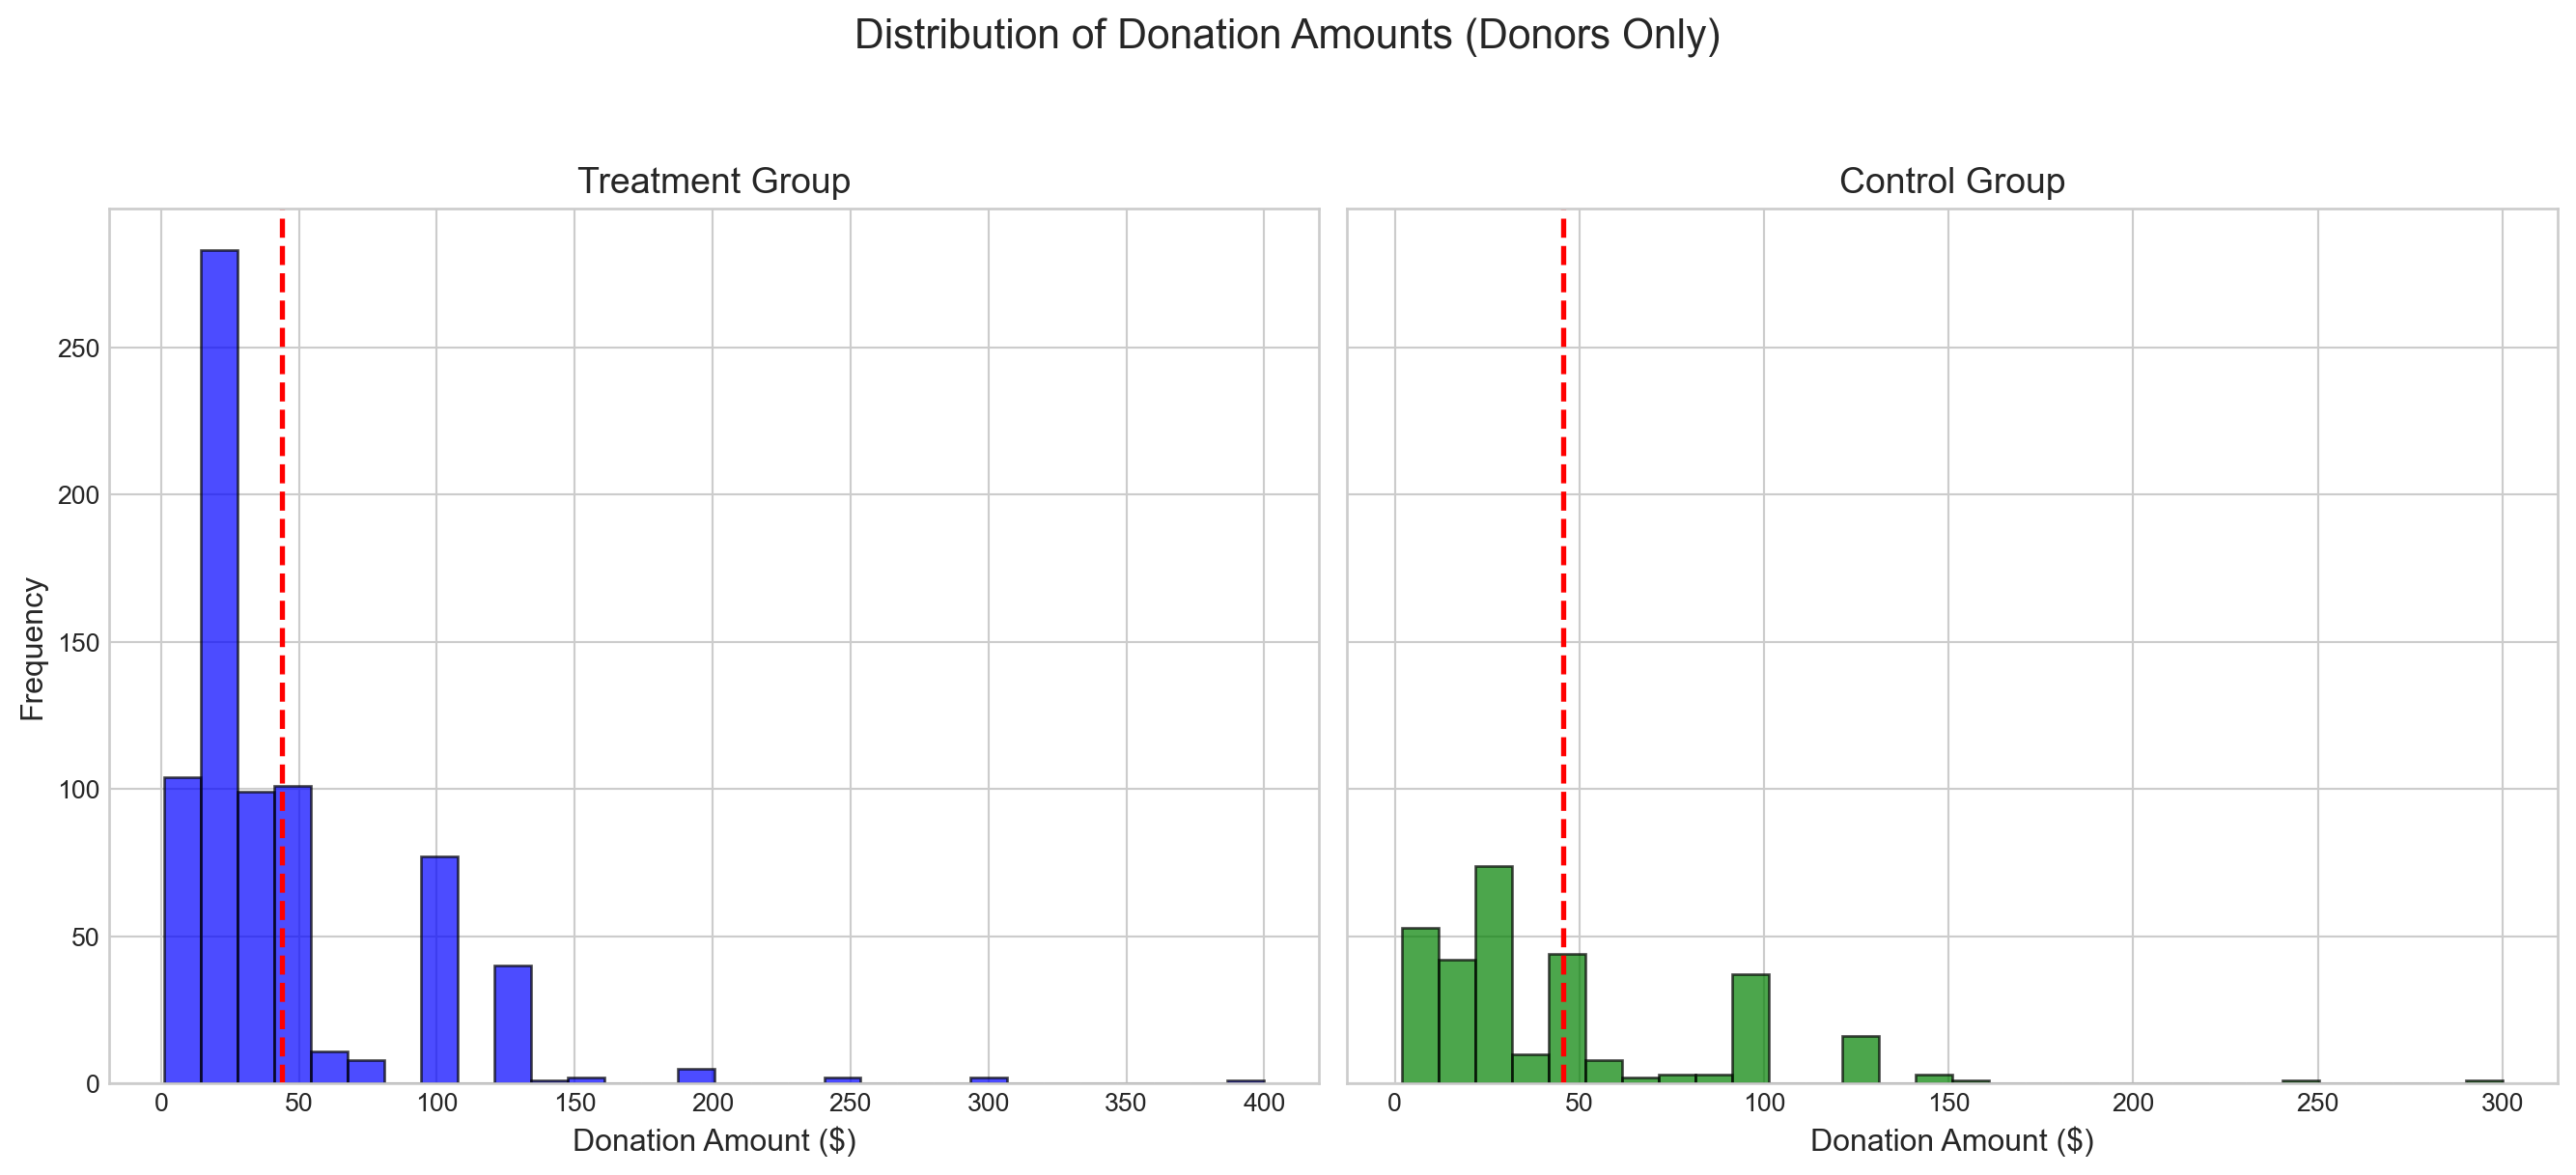 Distribution of Donation Amounts (Donors Only)
Treatment Group
Control Group
Frequency
250
200
150
100
50
0
0 50 100 150 200 250 300 350 400
0 50 100 150 200 250 300
Donation Amount ($)
Donation Amount ($)